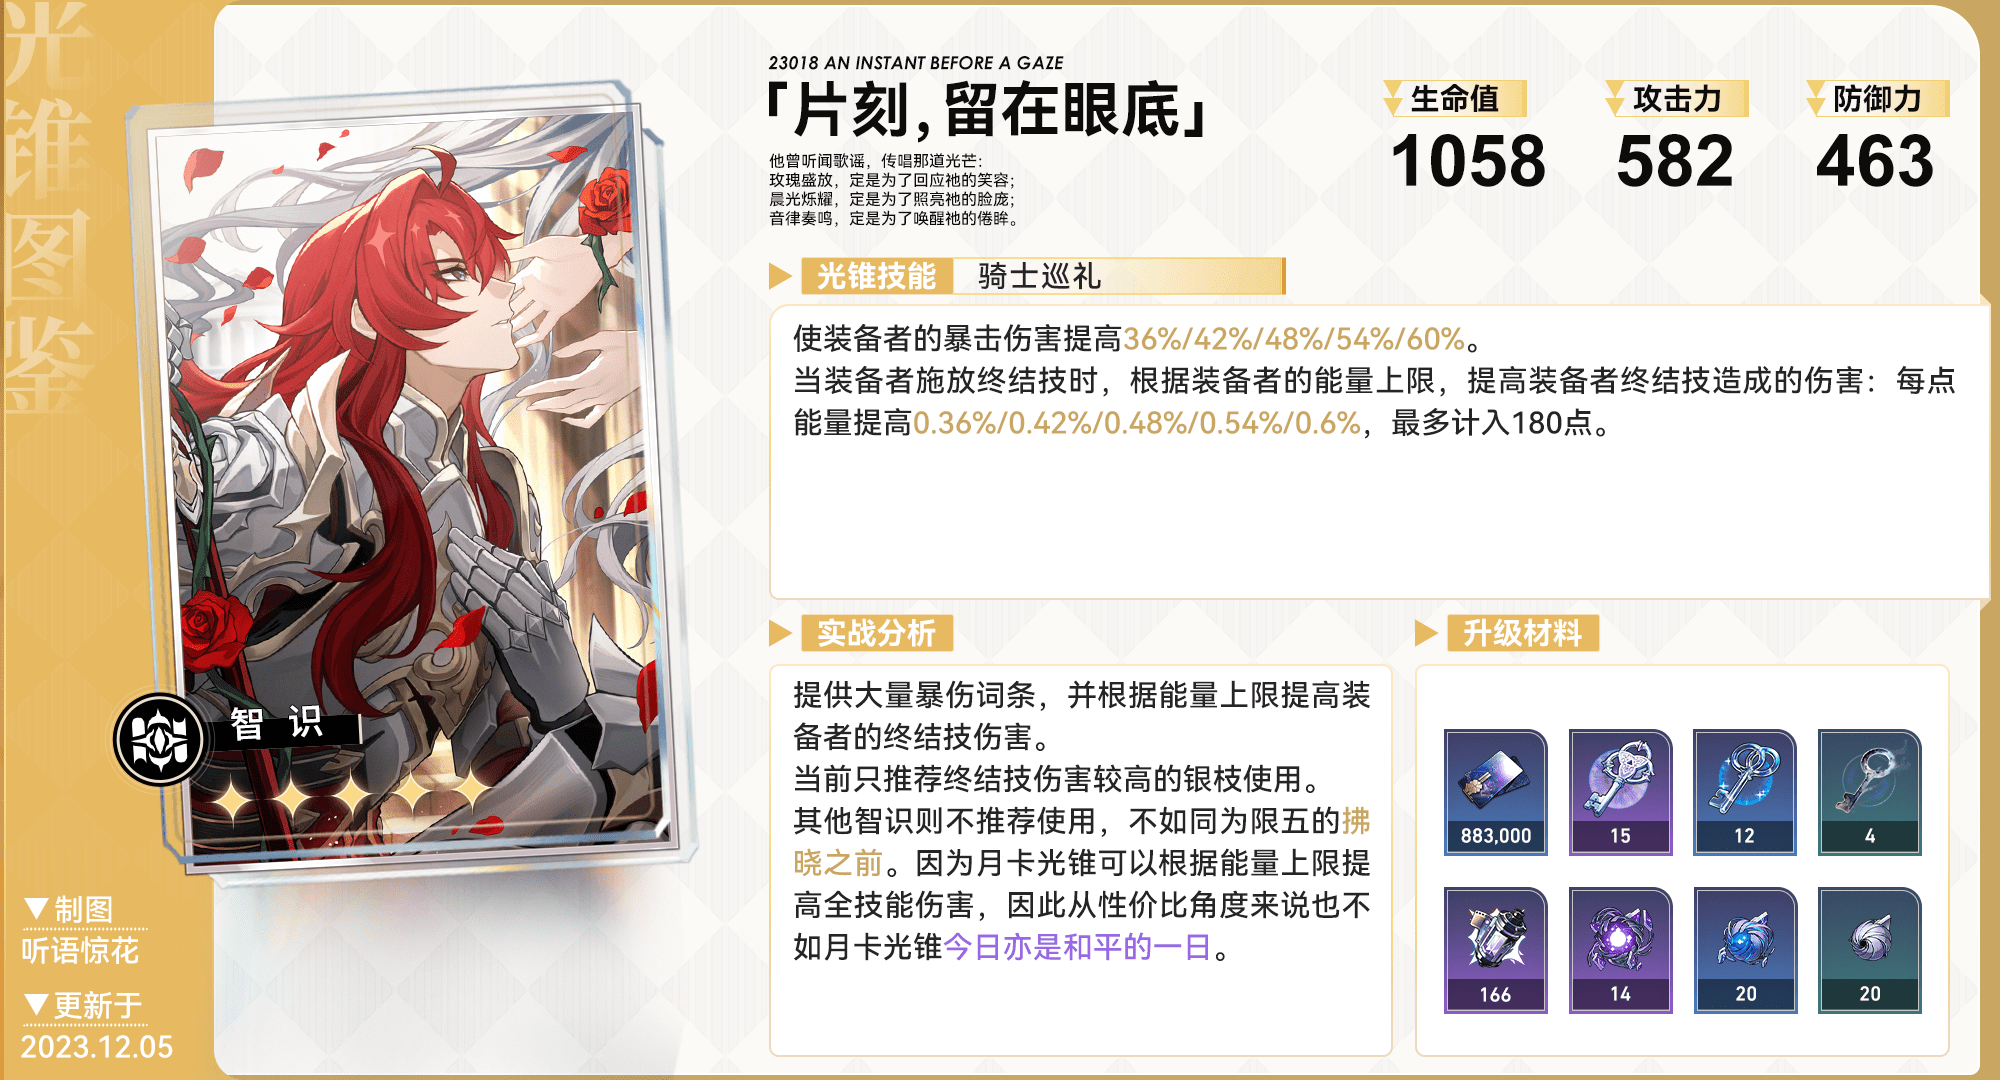 光锥图鉴
23018 AN INSTANT BEFORE A GAZE
「片刻,留在眼底」
他曾听闻歌谣，传唱那道光芒：
玫瑰盛放，定是为了回应祂的笑容；
晨光烁耀，定是为了照亮祂的脸庞；
音律奏鸣，定是为了唤醒祂的倦眸。
生命值
1058
攻击力
582
防御力
463
光锥技能
骑士巡礼
使装备者的暴击伤害提高36%/42%/48%/54%/60%。
当装备者施放终结技时，根据装备者的能量上限，提高装备者终结技造成的伤害：每点
能量提高0.36%/0.42%/0.48%/0.54%/0.6%，最多计入180点。
智识
实战分析
提供大量暴伤词条，并根据能量上限提高装
备者的终结技伤害。
当前只推荐终结技伤害较高的银枝使用。
其他智识则不推荐使用，不如同为限五的拂
晓之前。因为月卡光锥可以根据能量上限提
高全技能伤害，因此从性价比角度来说也不
如月卡光锥今日亦是和平的一日。
升级材料
883,000
15
12
4
166
14
20
20
▼制图
听语惊花
▼更新于
2023.12.05